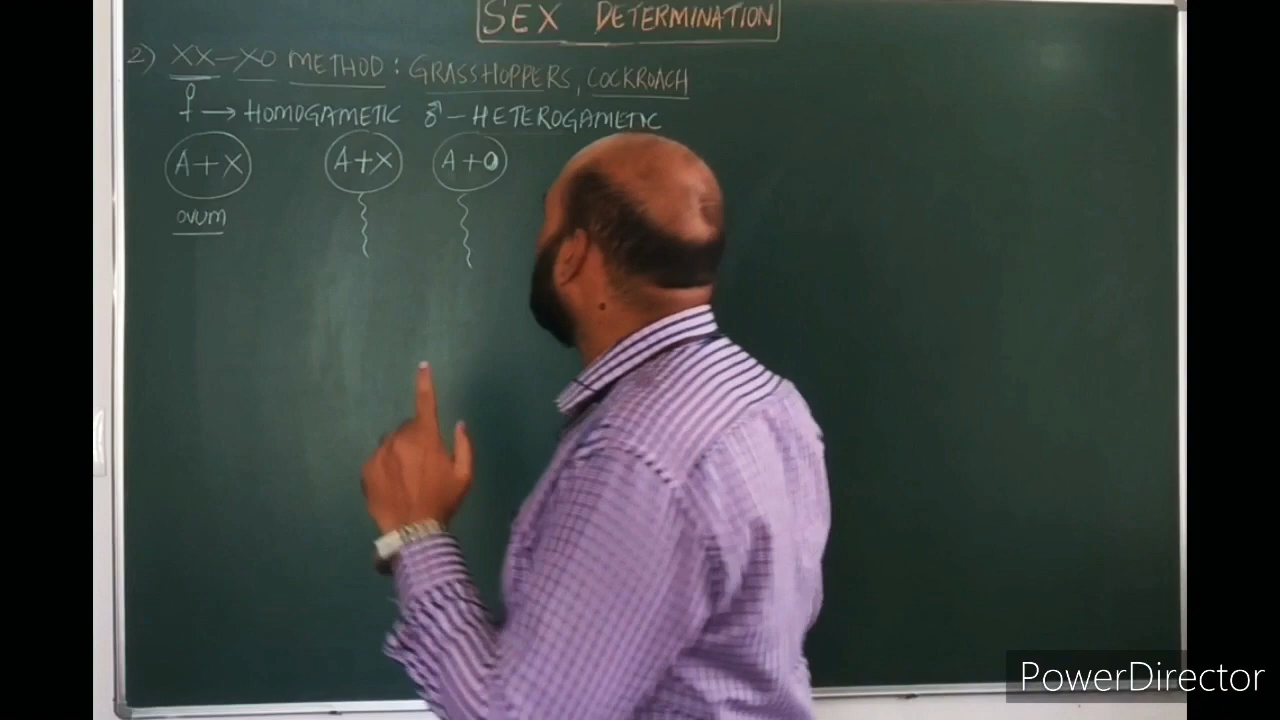 SEX DETERMINATION
2) XX-XO METHOD: GRASSHOPPERS, COCKROACH
♀ → HOMOGAMETIC ♂ - HETEROGAMETIC
A+X A+X A+O
OVUM
PowerDirector